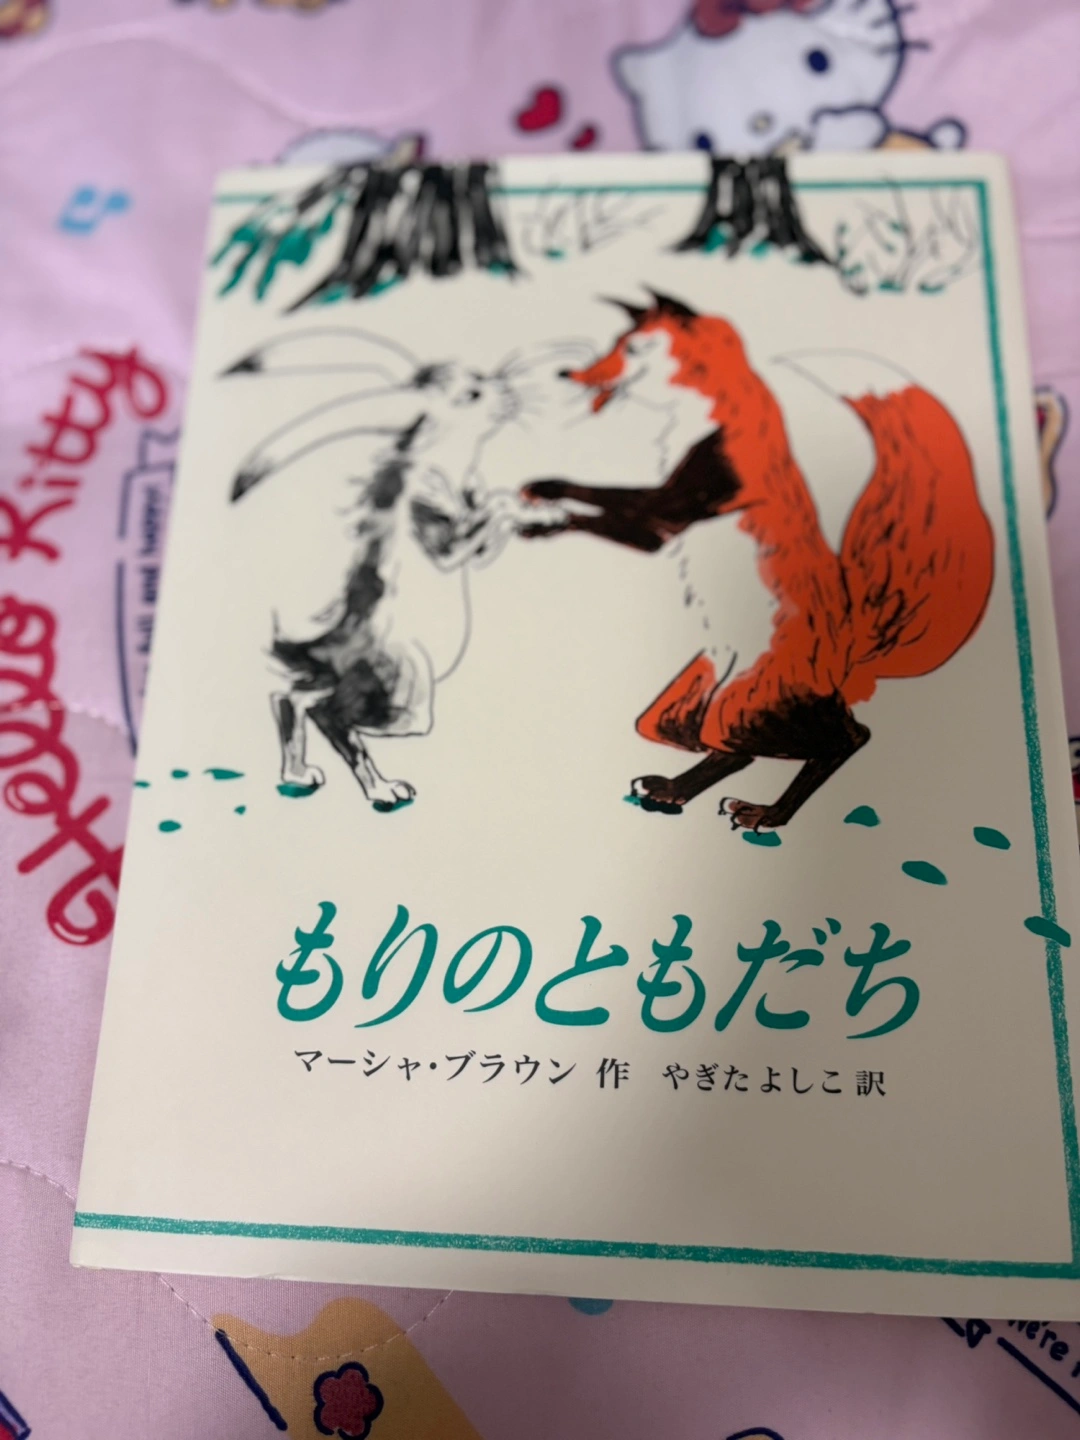 もりのともだち
マーシャ・ブラウン 作 やぎた よしこ 訳
Hello Kitty